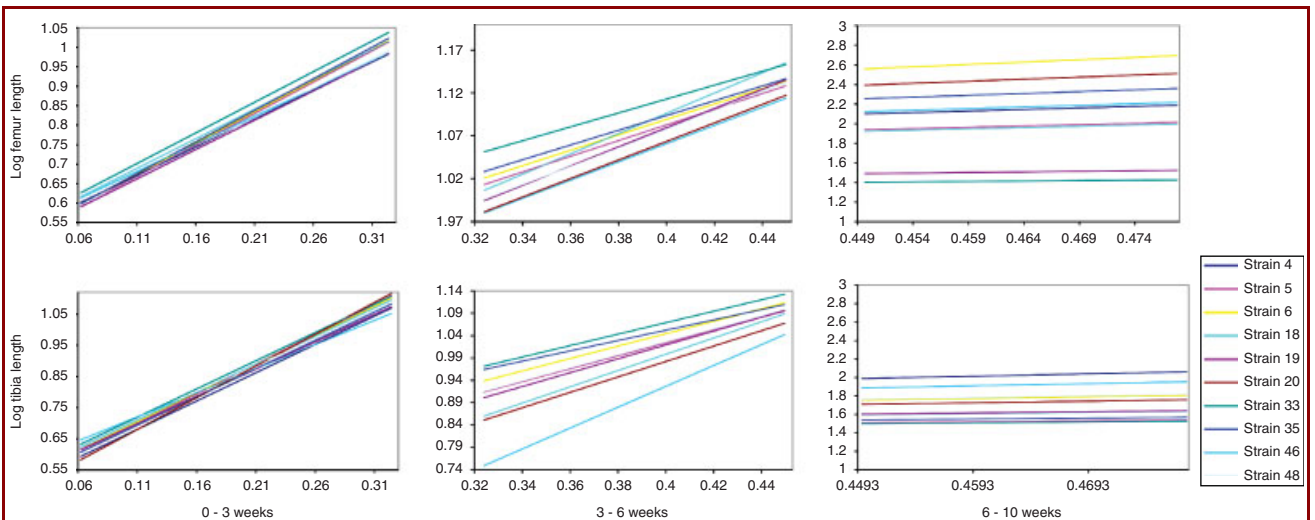 Log femur length
1.05
1
0.95
0.9
0.85
0.8
0.75
0.7
0.65
0.6
0.55
0.06 0.11 0.16 0.21 0.26 0.31
1.17
1.12
1.07
1.02
1.97
0.32 0.34 0.36 0.38 0.4 0.42 0.44
3
2.8
2.6
2.4
2.2
2
1.8
1.6
1.4
1.2
1
0.449 0.454 0.459 0.464 0.469 0.474
Log tibia length
1.05
0.95
0.85
0.75
0.65
0.55
0.06 0.11 0.16 0.21 0.26 0.31
0 - 3 weeks
1.14
1.09
1.04
0.99
0.94
0.89
0.84
0.79
0.74
0.32 0.34 0.36 0.38 0.4 0.42 0.44
3 - 6 weeks
3
2.8
2.6
2.4
2.2
2
1.8
1.6
1.4
1.2
1
0.4493 0.4593 0.4693
6 - 10 weeks
Strain 4
Strain 5
Strain 6
Strain 18
Strain 19
Strain 20
Strain 33
Strain 35
Strain 46
Strain 48